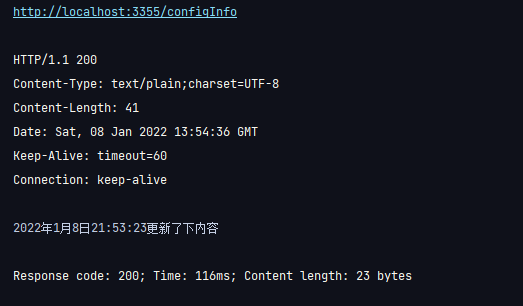 http://localhost:3355/configInfo
HTTP/1.1 200
Content-Type: text/plain;charset=UTF-8
Content-Length: 41
Date: Sat, 08 Jan 2022 13:54:36 GMT
Keep-Alive: timeout=60
Connection: keep-alive
2022年1月8日21:53:23更新了下内容
Response code: 200; Time: 116ms; Content length: 23 bytes